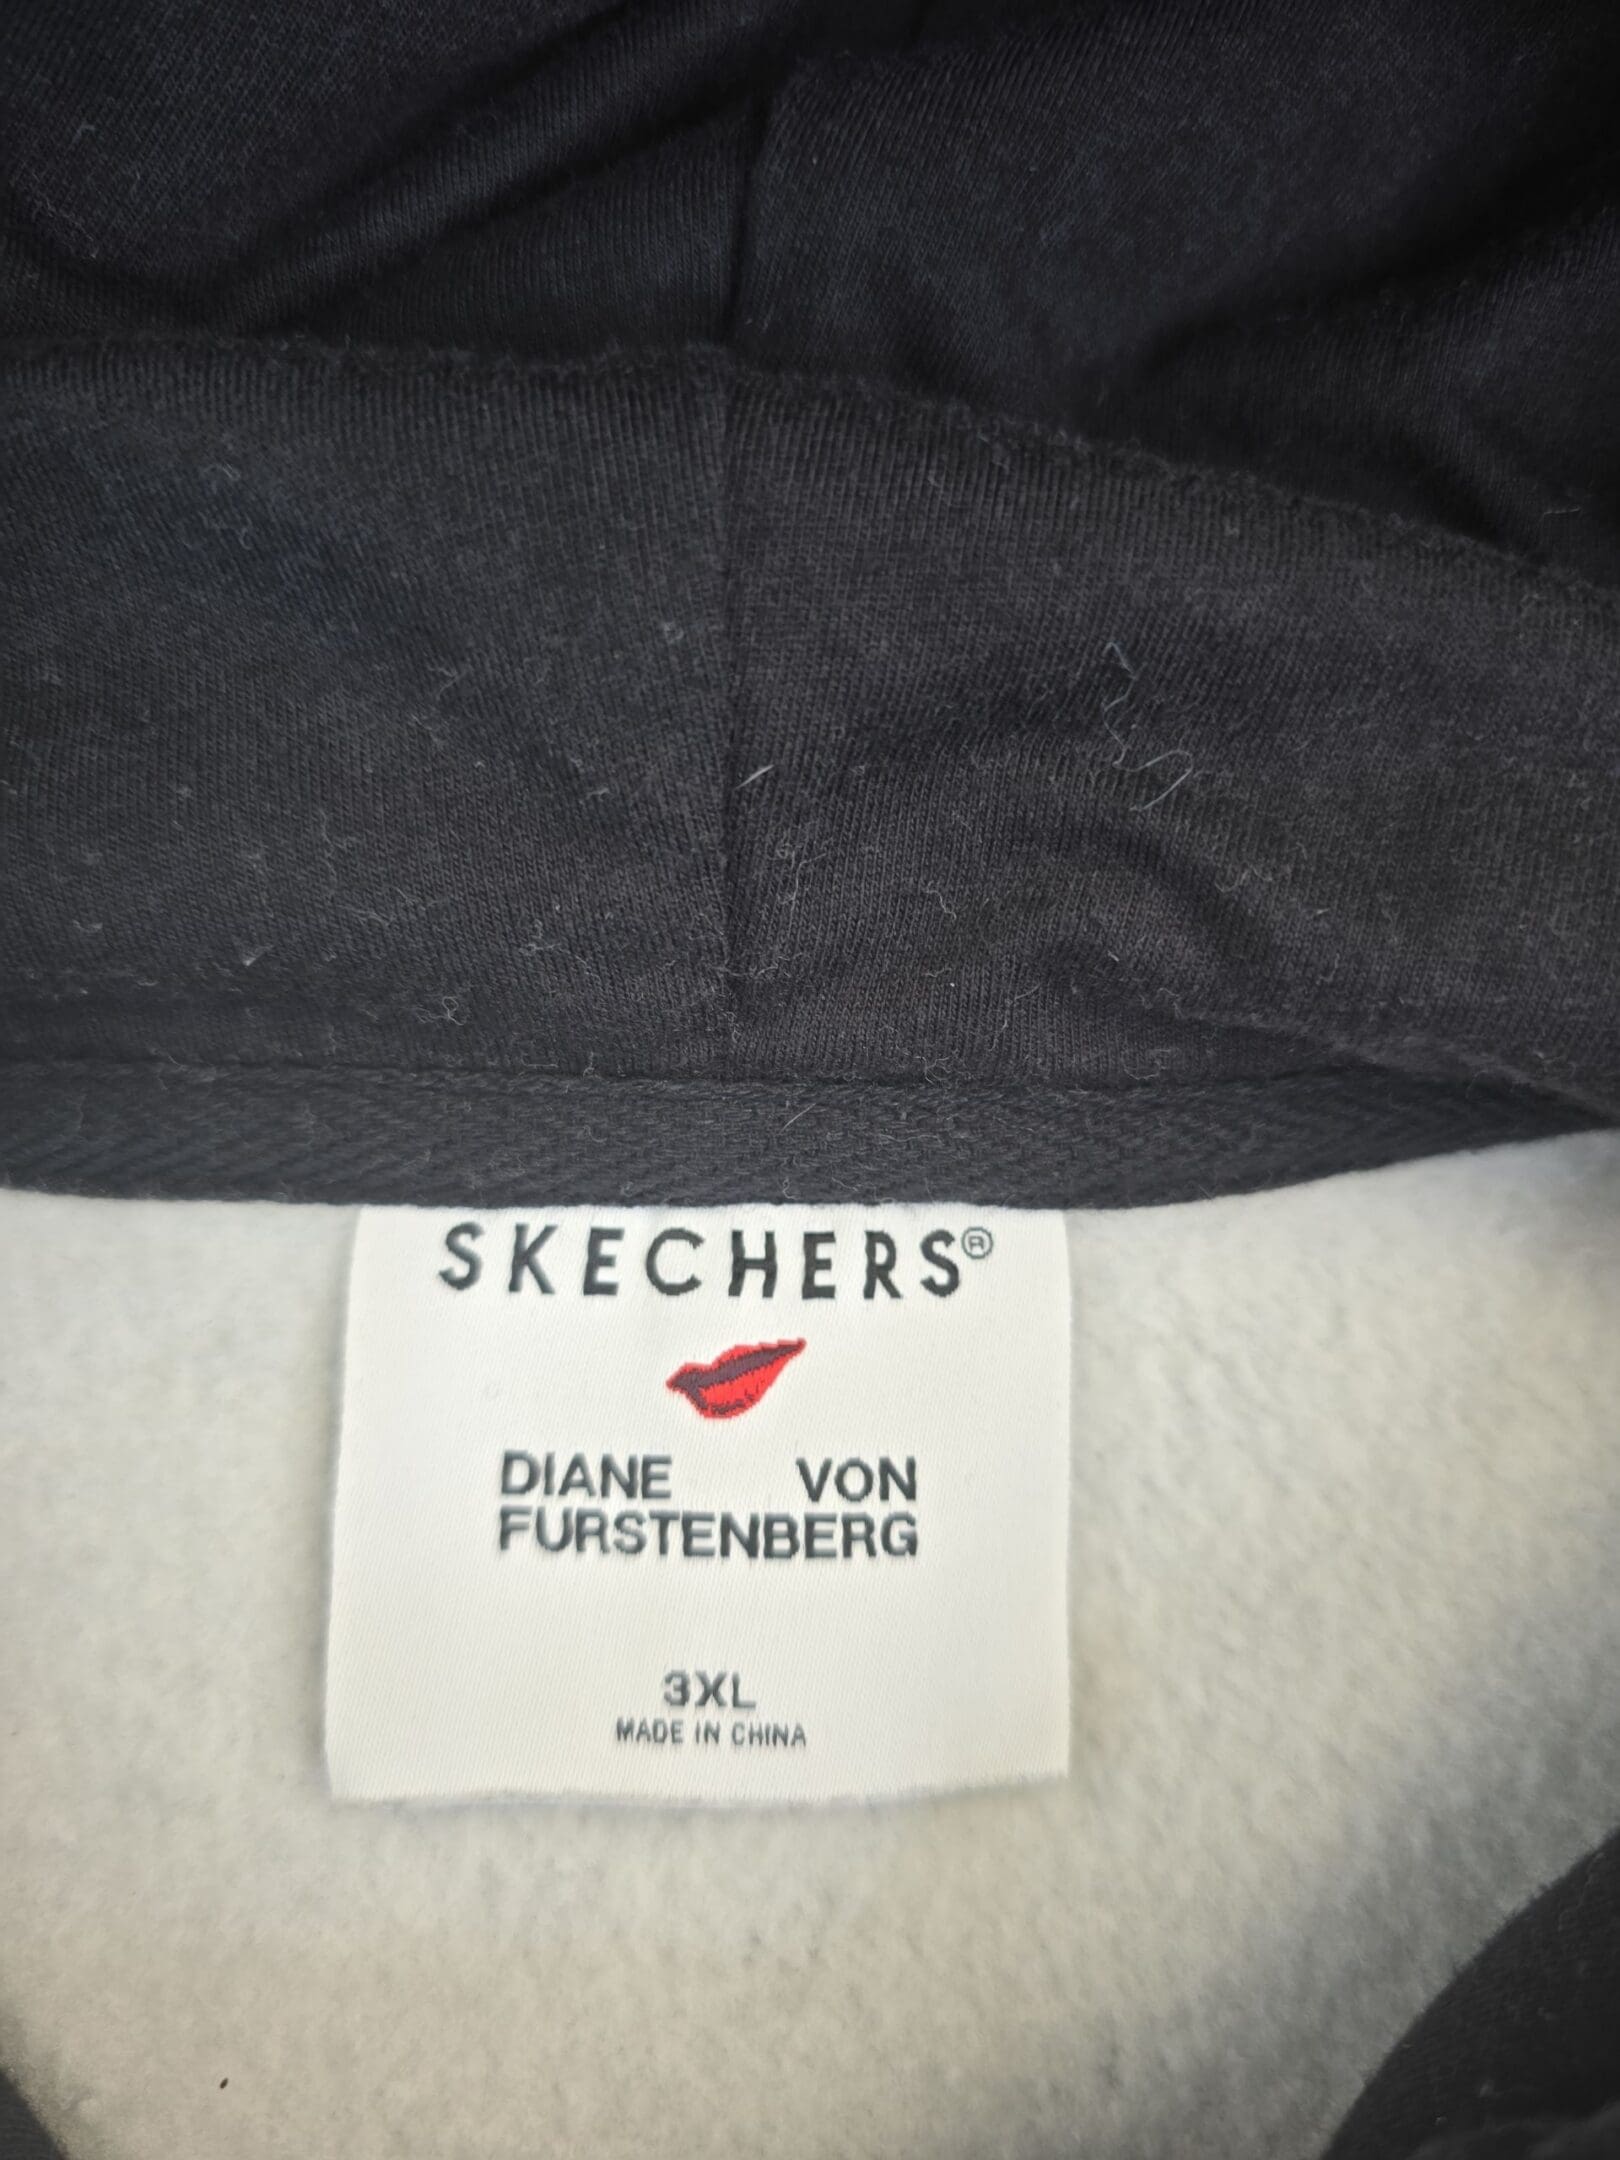 SKECHERS®
DIANE VON
FURSTENBERG
3XL
MADE IN CHINA